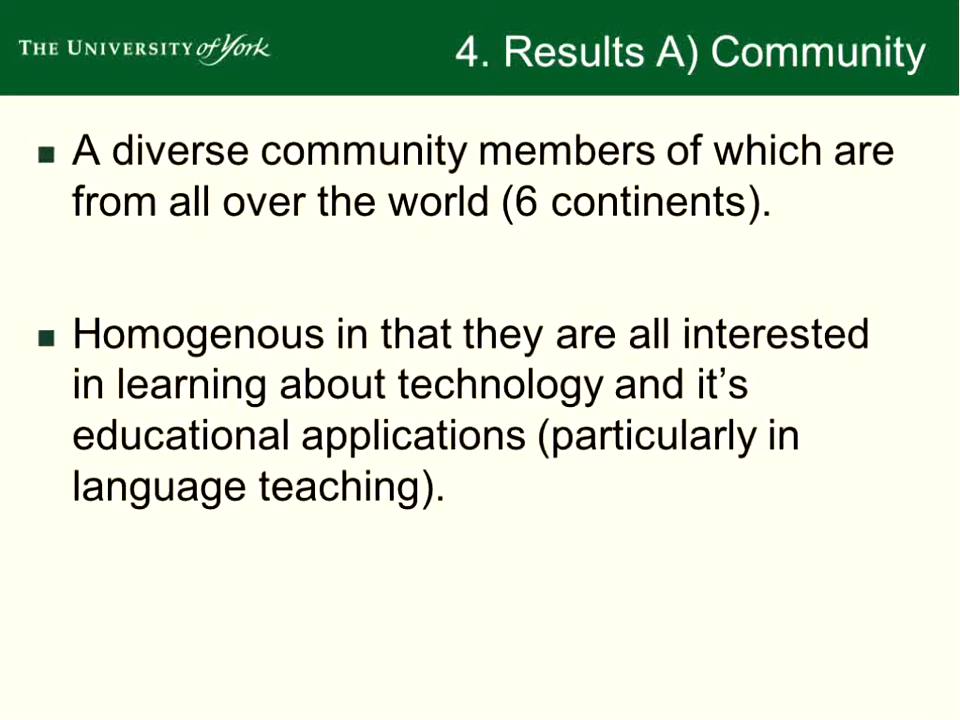 THE UNIVERSITY of York
4. Results A) Community
A diverse community members of which are
from all over the world (6 continents).
Homogenous in that they are all interested
in learning about technology and it’s
educational applications (particularly in
language teaching).